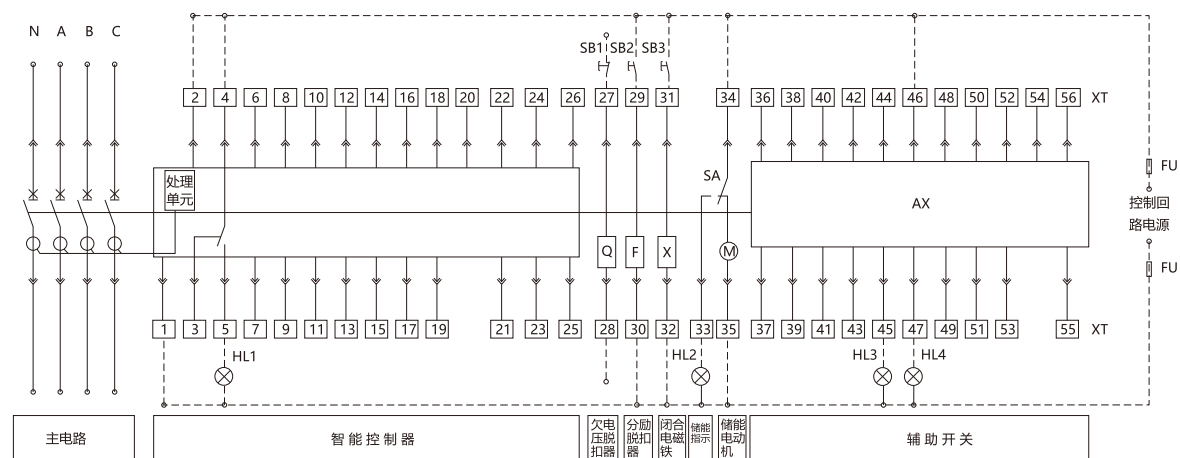 N A B C
SB1 SB2 SB3
2 4 6 8 10 12 14 16 18 20 22 24 26 27 29 31 34 36 38 40 42 44 46 48 50 52 54 56 XT
FU
处理
单元
SA
AX
控制回
路电源
Q F X M
FU
1 3 5 7 9 11 13 15 17 19 21 23 25 28 30 32 33 35 37 39 41 43 45 47 49 51 53 55 XT
HL1 HL2 HL3 HL4
主电路
智能控制器
欠电
压脱
扣器
分励
脱扣
器
闭合
电磁
铁
储能
指示
储能
电动
机
辅助开关